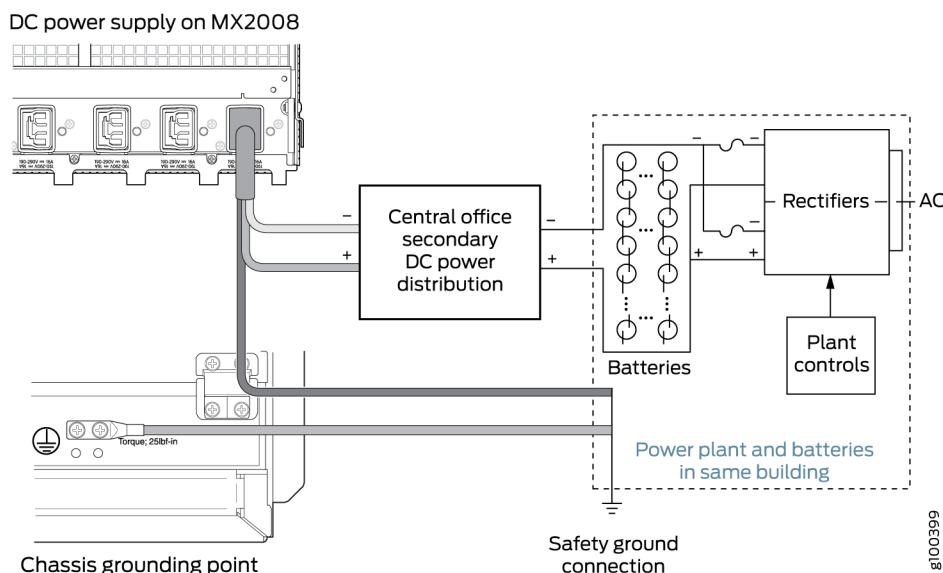 DC power supply on MX2008
Central office
secondary
DC power
distribution
−
+
−
+
−
−
+
+
Rectifiers
AC
Batteries
Plant
controls
Torque; 25lbf-in
Power plant and batteries
in same building
Chassis grounding point
Safety ground
connection
g100399